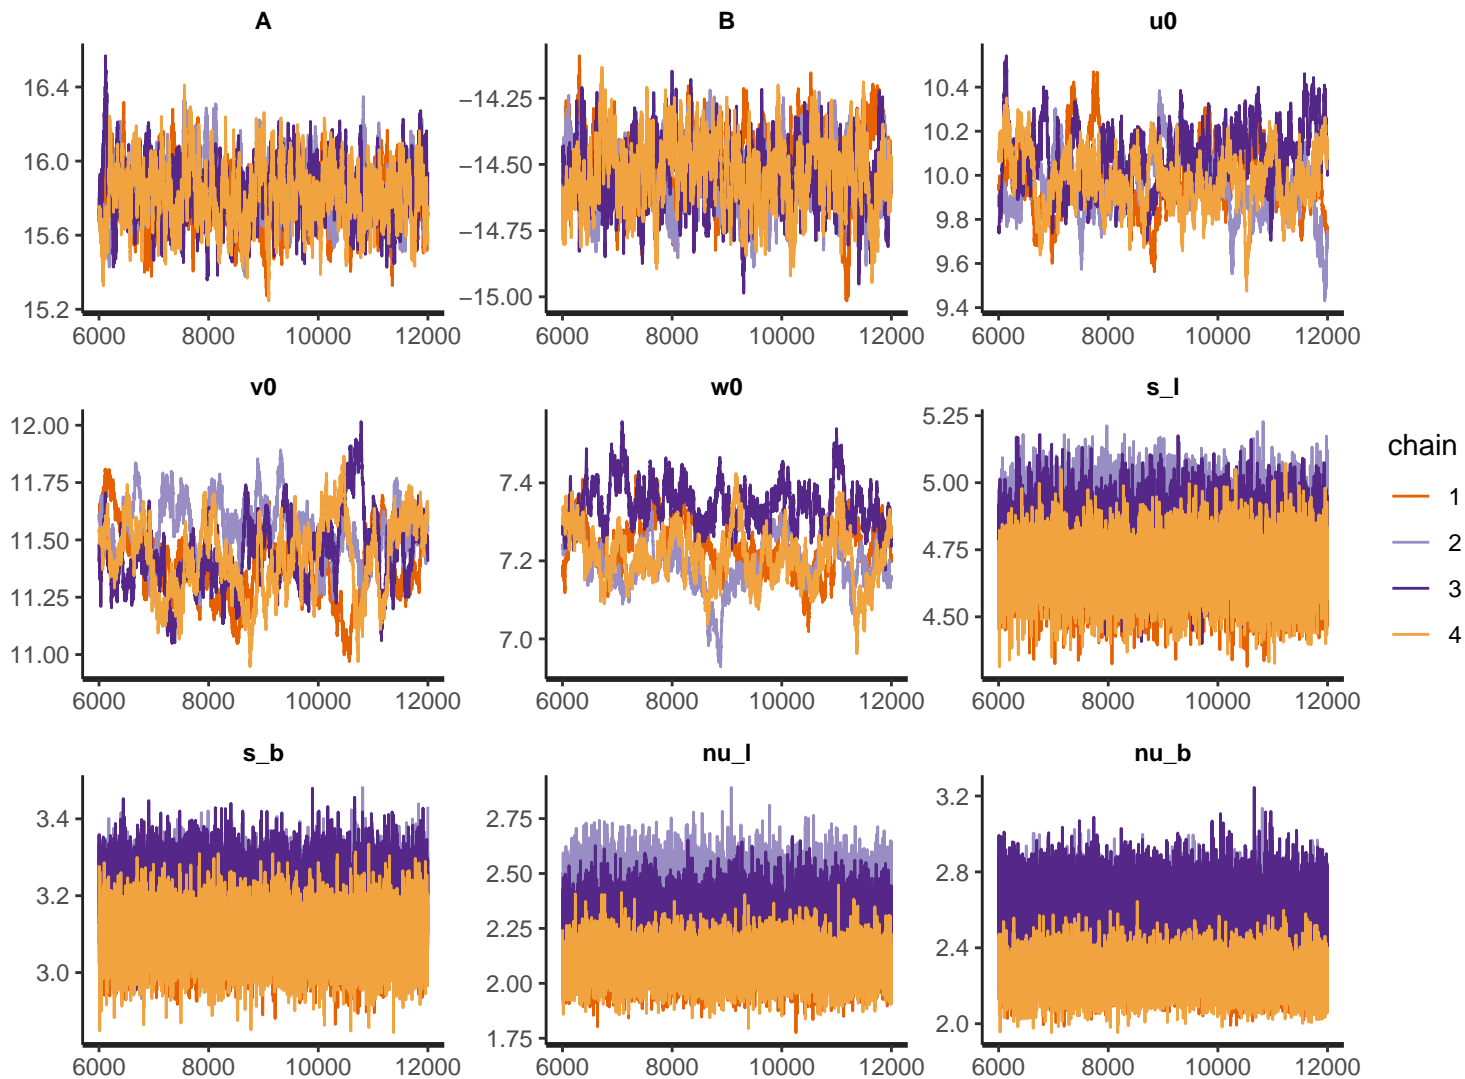 A
B
u0
16.4
16.0
15.6
15.2
6000 8000 10000 12000
−14.25
−14.50
−14.75
−15.00
6000 8000 10000 12000
10.4
10.2
10.0
9.8
9.6
9.4
6000 8000 10000 12000
v0
w0
s_l
12.00
11.75
11.50
11.25
11.00
6000 8000 10000 12000
7.4
7.2
7.0
6000 8000 10000 12000
5.25
5.00
4.75
4.50
6000 8000 10000 12000
chain
1
2
3
4
s_b
nu_l
nu_b
3.4
3.2
3.0
6000 8000 10000 12000
2.75
2.50
2.25
2.00
1.75
6000 8000 10000 12000
3.2
2.8
2.4
2.0
6000 8000 10000 12000